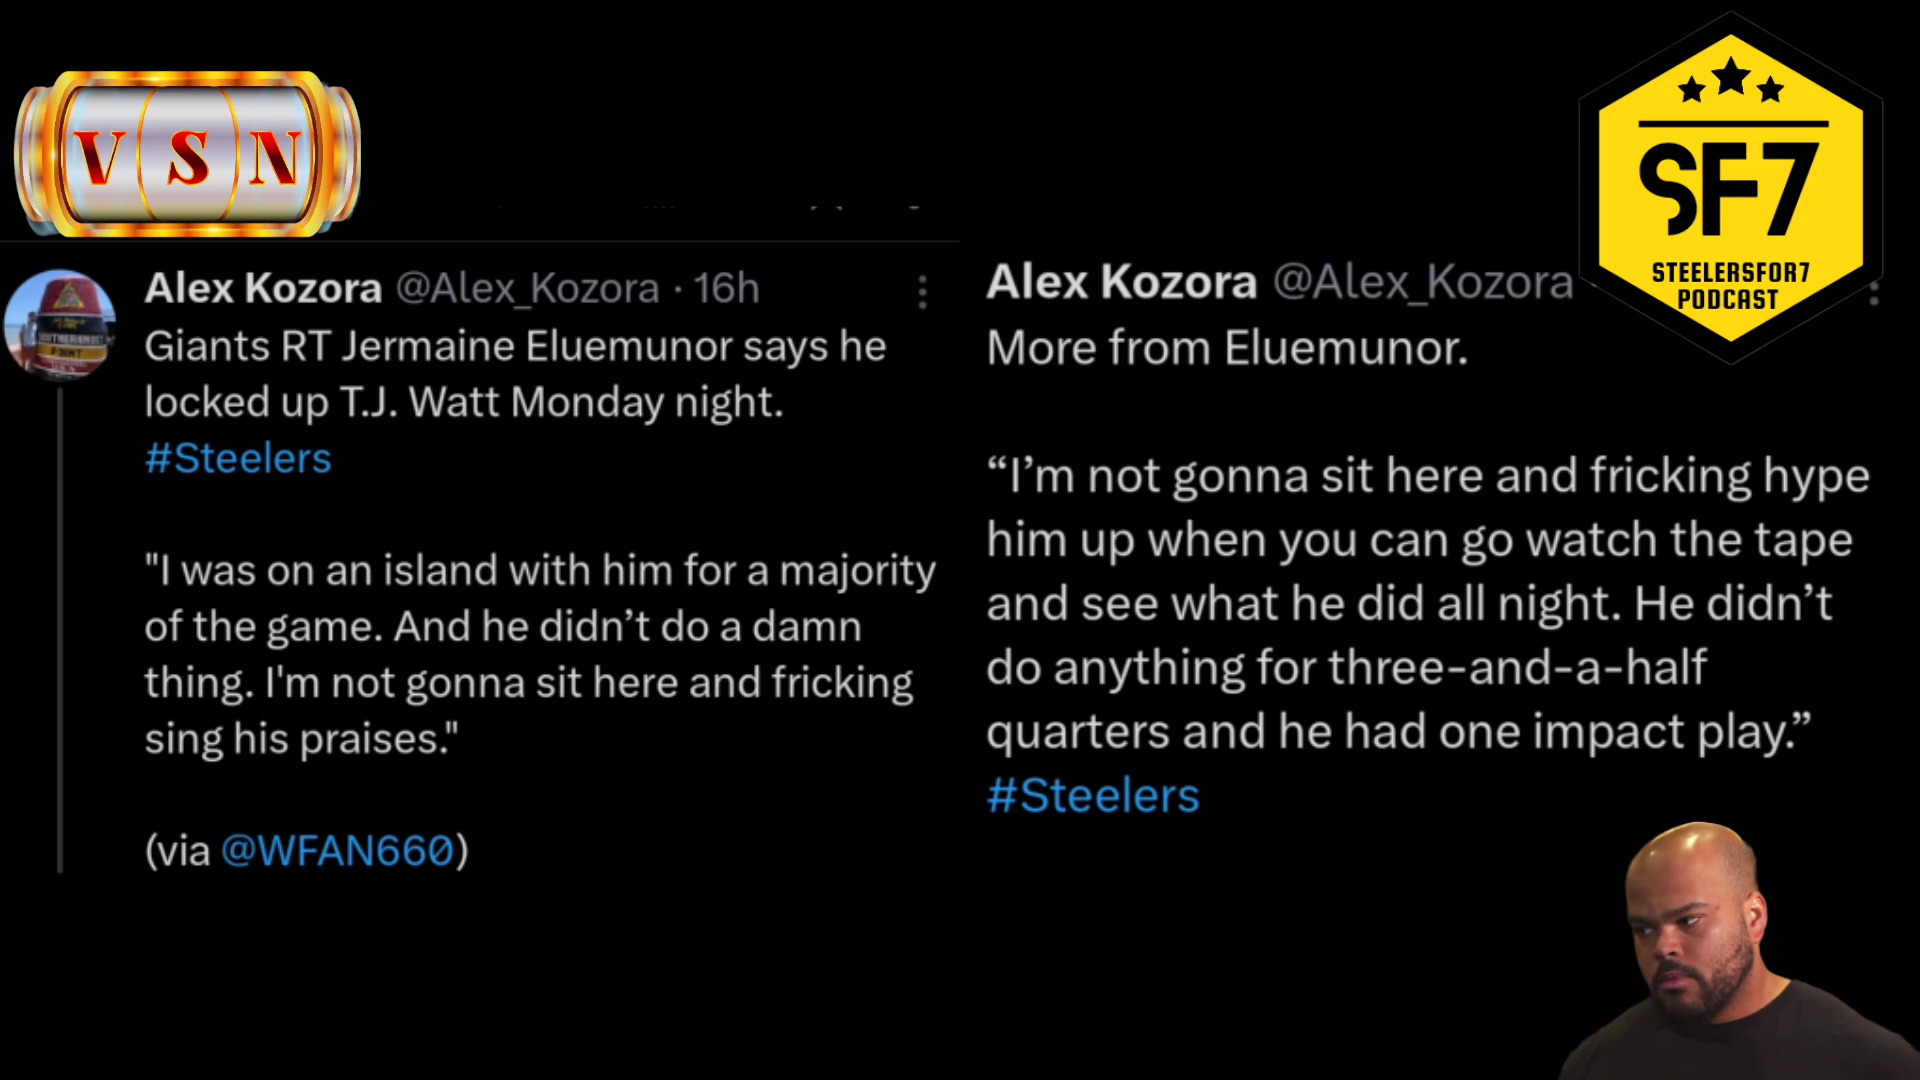 V S N
Alex Kozora @Alex_Kozora · 16h
Giants RT Jermaine Eluemunor says he
locked up T.J. Watt Monday night.
#Steelers
"I was on an island with him for a majority
of the game. And he didn’t do a damn
thing. I'm not gonna sit here and fricking
sing his praises."
(via @WFAN660)
SOUTHERNMOST
POINT
SF7
STEELERSFOR7
PODCAST
Alex Kozora @Alex_Kozora
More from Eluemunor.
“I’m not gonna sit here and fricking hype
him up when you can go watch the tape
and see what he did all night. He didn’t
do anything for three-and-a-half
quarters and he had one impact play.”
#Steelers